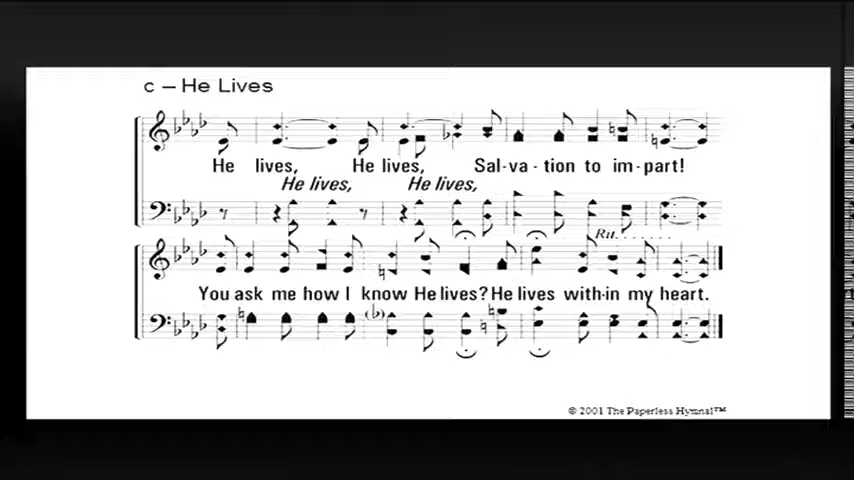 c – He Lives
He lives, He lives, Sal-va-tion to im-part!
He lives, He lives,
Rit.
You ask me how I know He lives? He lives with-in my heart.
© 2001 The Paperless Hymnal™